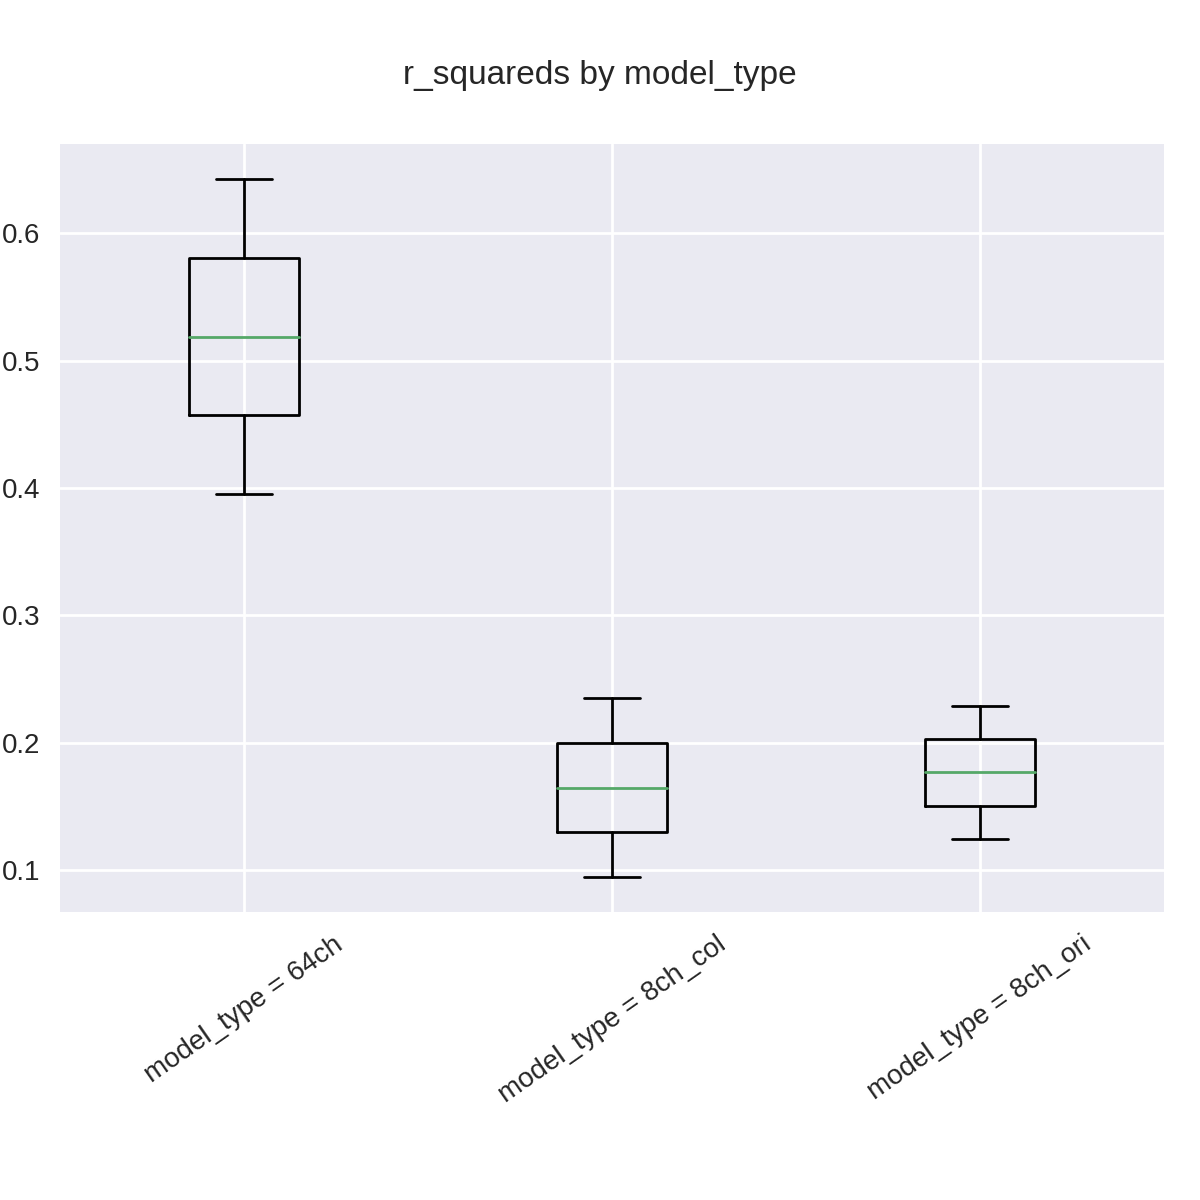 r_squareds by model_type
0.6
0.5
0.4
0.3
0.2
0.1
model_type = 64ch
model_type = 8ch_col
model_type = 8ch_ori